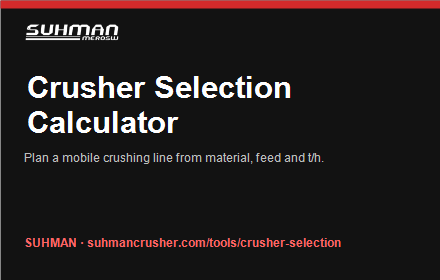 SUHMAN
MEROSW
Crusher Selection
Calculator
Plan a mobile crushing line from material, feed and t/h.
SUHMAN · suhmancrusher.com/tools/crusher-selection